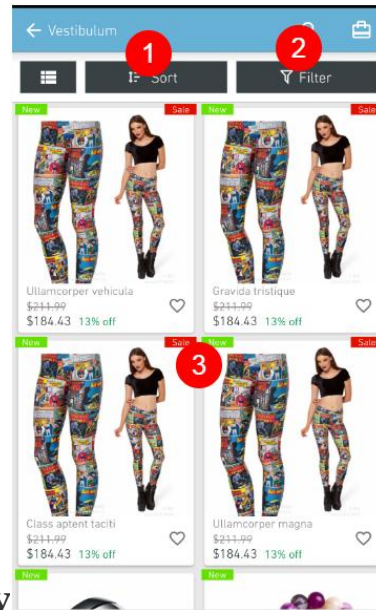 Vestibulum
1
2
Sort
Filter
New
Sale
New
Sale
Ullamcorper vehicula
$211.99
$184.43 13% off
Gravida tristique
$211.99
$184.43 13% off
New
Sale
3
New
Sale
Class aptent taciti
$211.99
$184.43 13% off
Ullamcorper magna
$211.99
$184.43 13% off
New
New
y